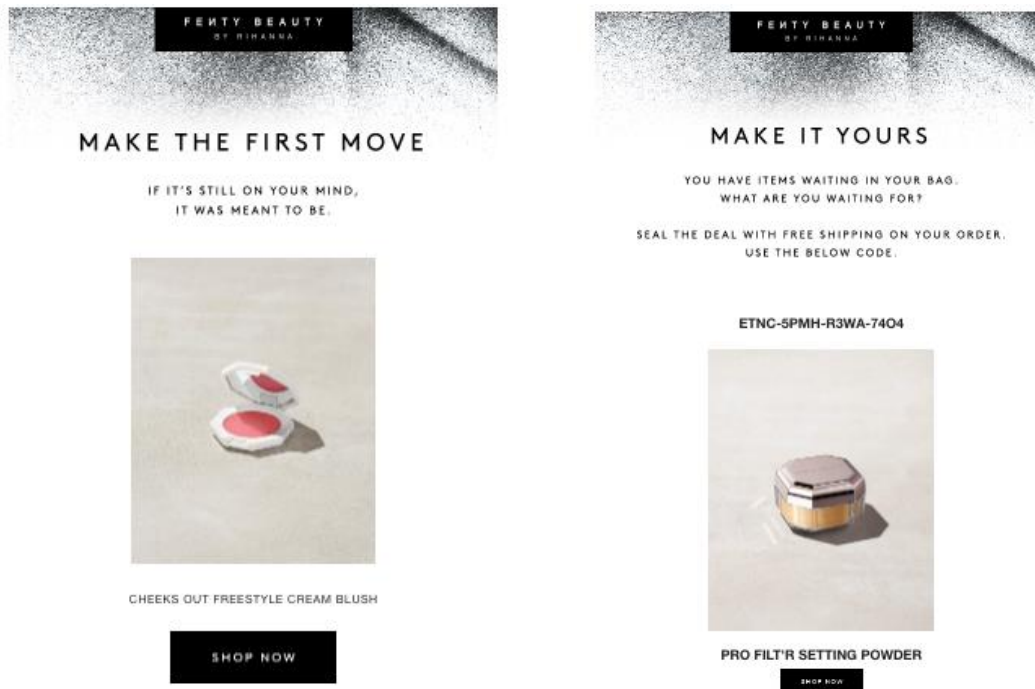 FENTY BEAUTY
BY RIHANNA
MAKE THE FIRST MOVE
IF IT'S STILL ON YOUR MIND,
IT WAS MEANT TO BE.
CHEEKS OUT FREESTYLE CREAM BLUSH
SHOP NOW
FENTY BEAUTY
BY RIHANNA
MAKE IT YOURS
YOU HAVE ITEMS WAITING IN YOUR BAG.
WHAT ARE YOU WAITING FOR?
SEAL THE DEAL WITH FREE SHIPPING ON YOUR ORDER.
USE THE BELOW CODE.
ETNC-5PMH-R3WA-74O4
PRO FILT'R SETTING POWDER
SHOP NOW